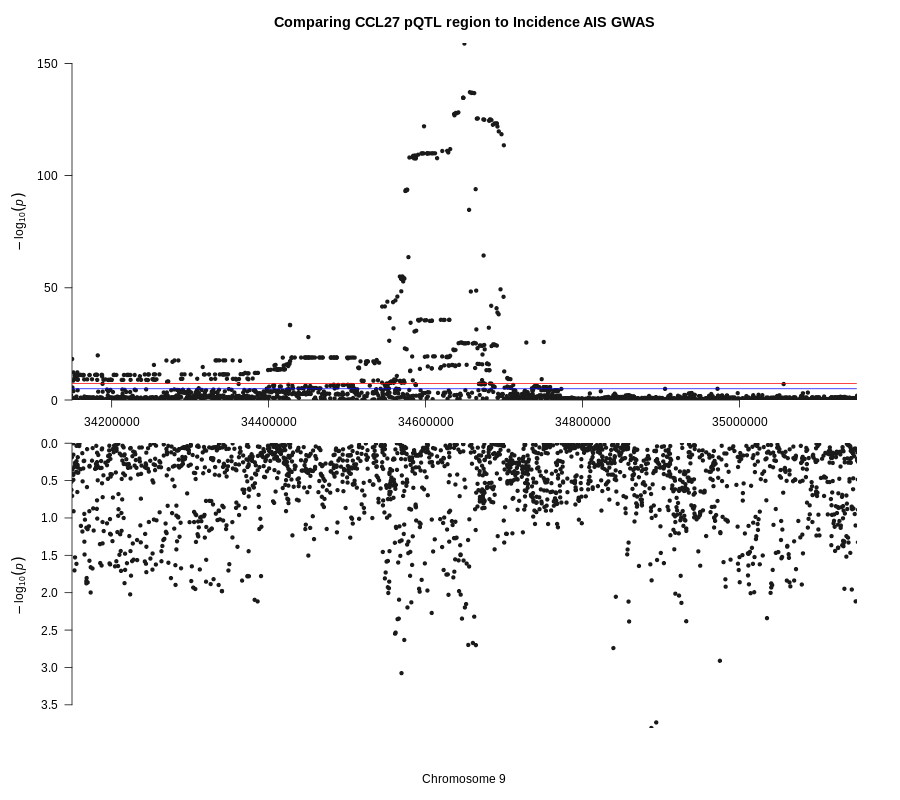 Comparing CCL27 pQTL region to Incidence AIS GWAS
150
100
50
0
− log10(p)
34200000 34400000 34600000 34800000 35000000
0.0
0.5
1.0
1.5
2.0
2.5
3.0
3.5
− log10(p)
Chromosome 9